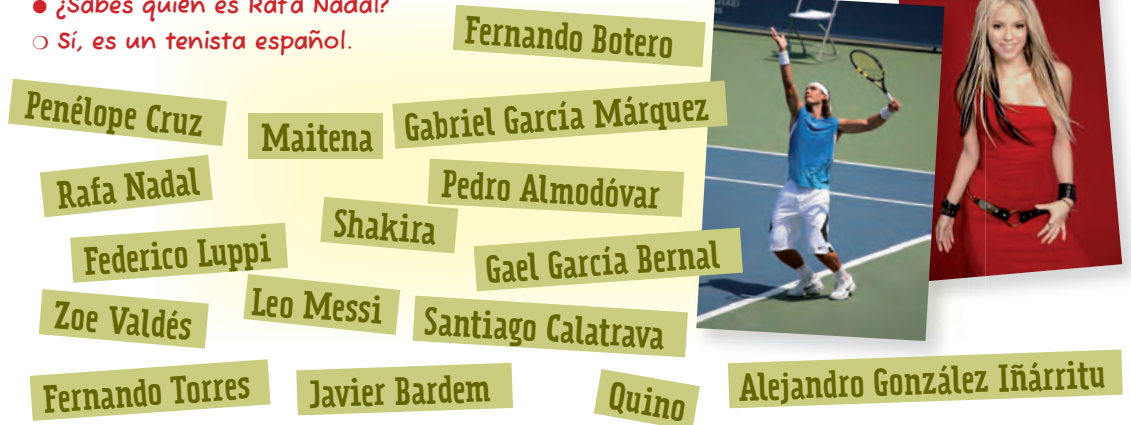 ● ¿Sabes quién es Rafa Nadal?
❍ Sí, es un tenista español.
Fernando Botero
Penélope Cruz
Maitena
Gabriel García Márquez
Rafa Nadal
Pedro Almodóvar
Shakira
Federico Luppi
Gael García Bernal
Zoe Valdés
Leo Messi
Santiago Calatrava
Fernando Torres
Javier Bardem
Quino
Alejandro González Iñárritu